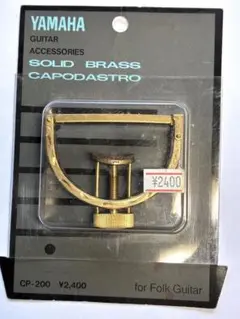 YAMAHA
GUITAR
ACCESSORIES
SOLID BRASS
CAPODASTRO
¥2400
CP-200 ¥2,400
for Folk Guitar